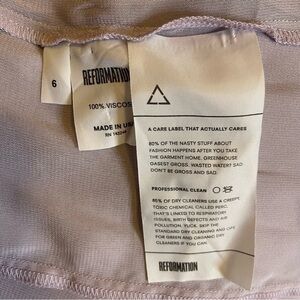 6
REFORMATION
100% VISCOSE
MADE IN USA
A CARE LABEL THAT ACTUALLY CARES
80% OF THE NASTY STUFF ABOUT
FASHION HAPPENS AFTER YOU TAKE
THE GARMENT HOME. GREENHOUSE
GASES? GROSS. WASTED WATER? SAD.
DON'T BE GROSS AND SAD.
PROFESSIONAL CLEAN
85% OF DRY CLEANERS USE A CREEPY,
TOXIC CHEMICAL CALLED PERC,
THAT'S LINKED TO RESPIRATORY
ISSUES, BIRTH DEFECTS AND AIR
POLLUTION. YUCK. SKIP THE
STANDARD DRY CLEANING AND OPT
FOR GREEN AND ORGANIC DRY
CLEANERS IF YOU CAN.
REFORMATION